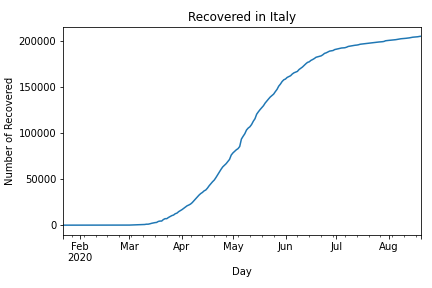 Recovered in Italy
Number of Recovered
200000
150000
100000
50000
0
Feb Mar Apr May Jun Jul Aug
2020
Day